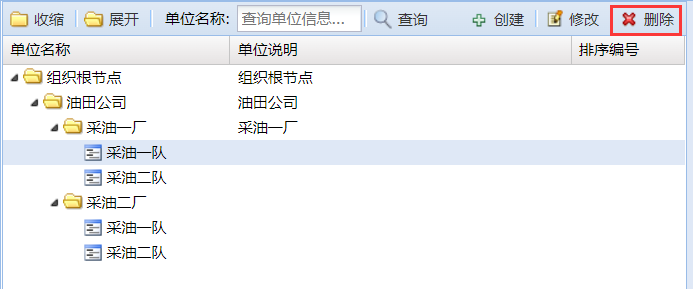 收缩 展开 单位名称: 查询单位信息... 查询 创建 修改 删除
单位名称 单位说明 排序编号
组织根节点 组织根节点
油田公司 油田公司
采油一厂 采油一厂
采油一队
采油二队
采油二厂
采油一队
采油二队